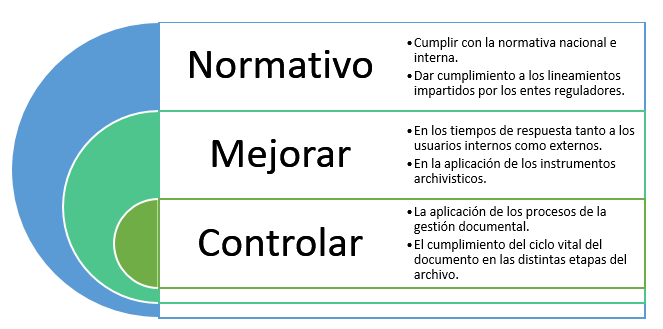 Normativo
•Cumplir con la normativa nacional e
interna.
•Dar cumplimiento a los lineamientos
impartidos por los entes reguladores.
Mejorar
•En los tiempos de respuesta tanto a los
usuarios internos como externos.
•En la aplicación de los instrumentos
archivisticos.
Controlar
•La aplicación de los procesos de la
gestión documental.
•El cumplimiento del ciclo vital del
documento en las distintas etapas del
archivo.